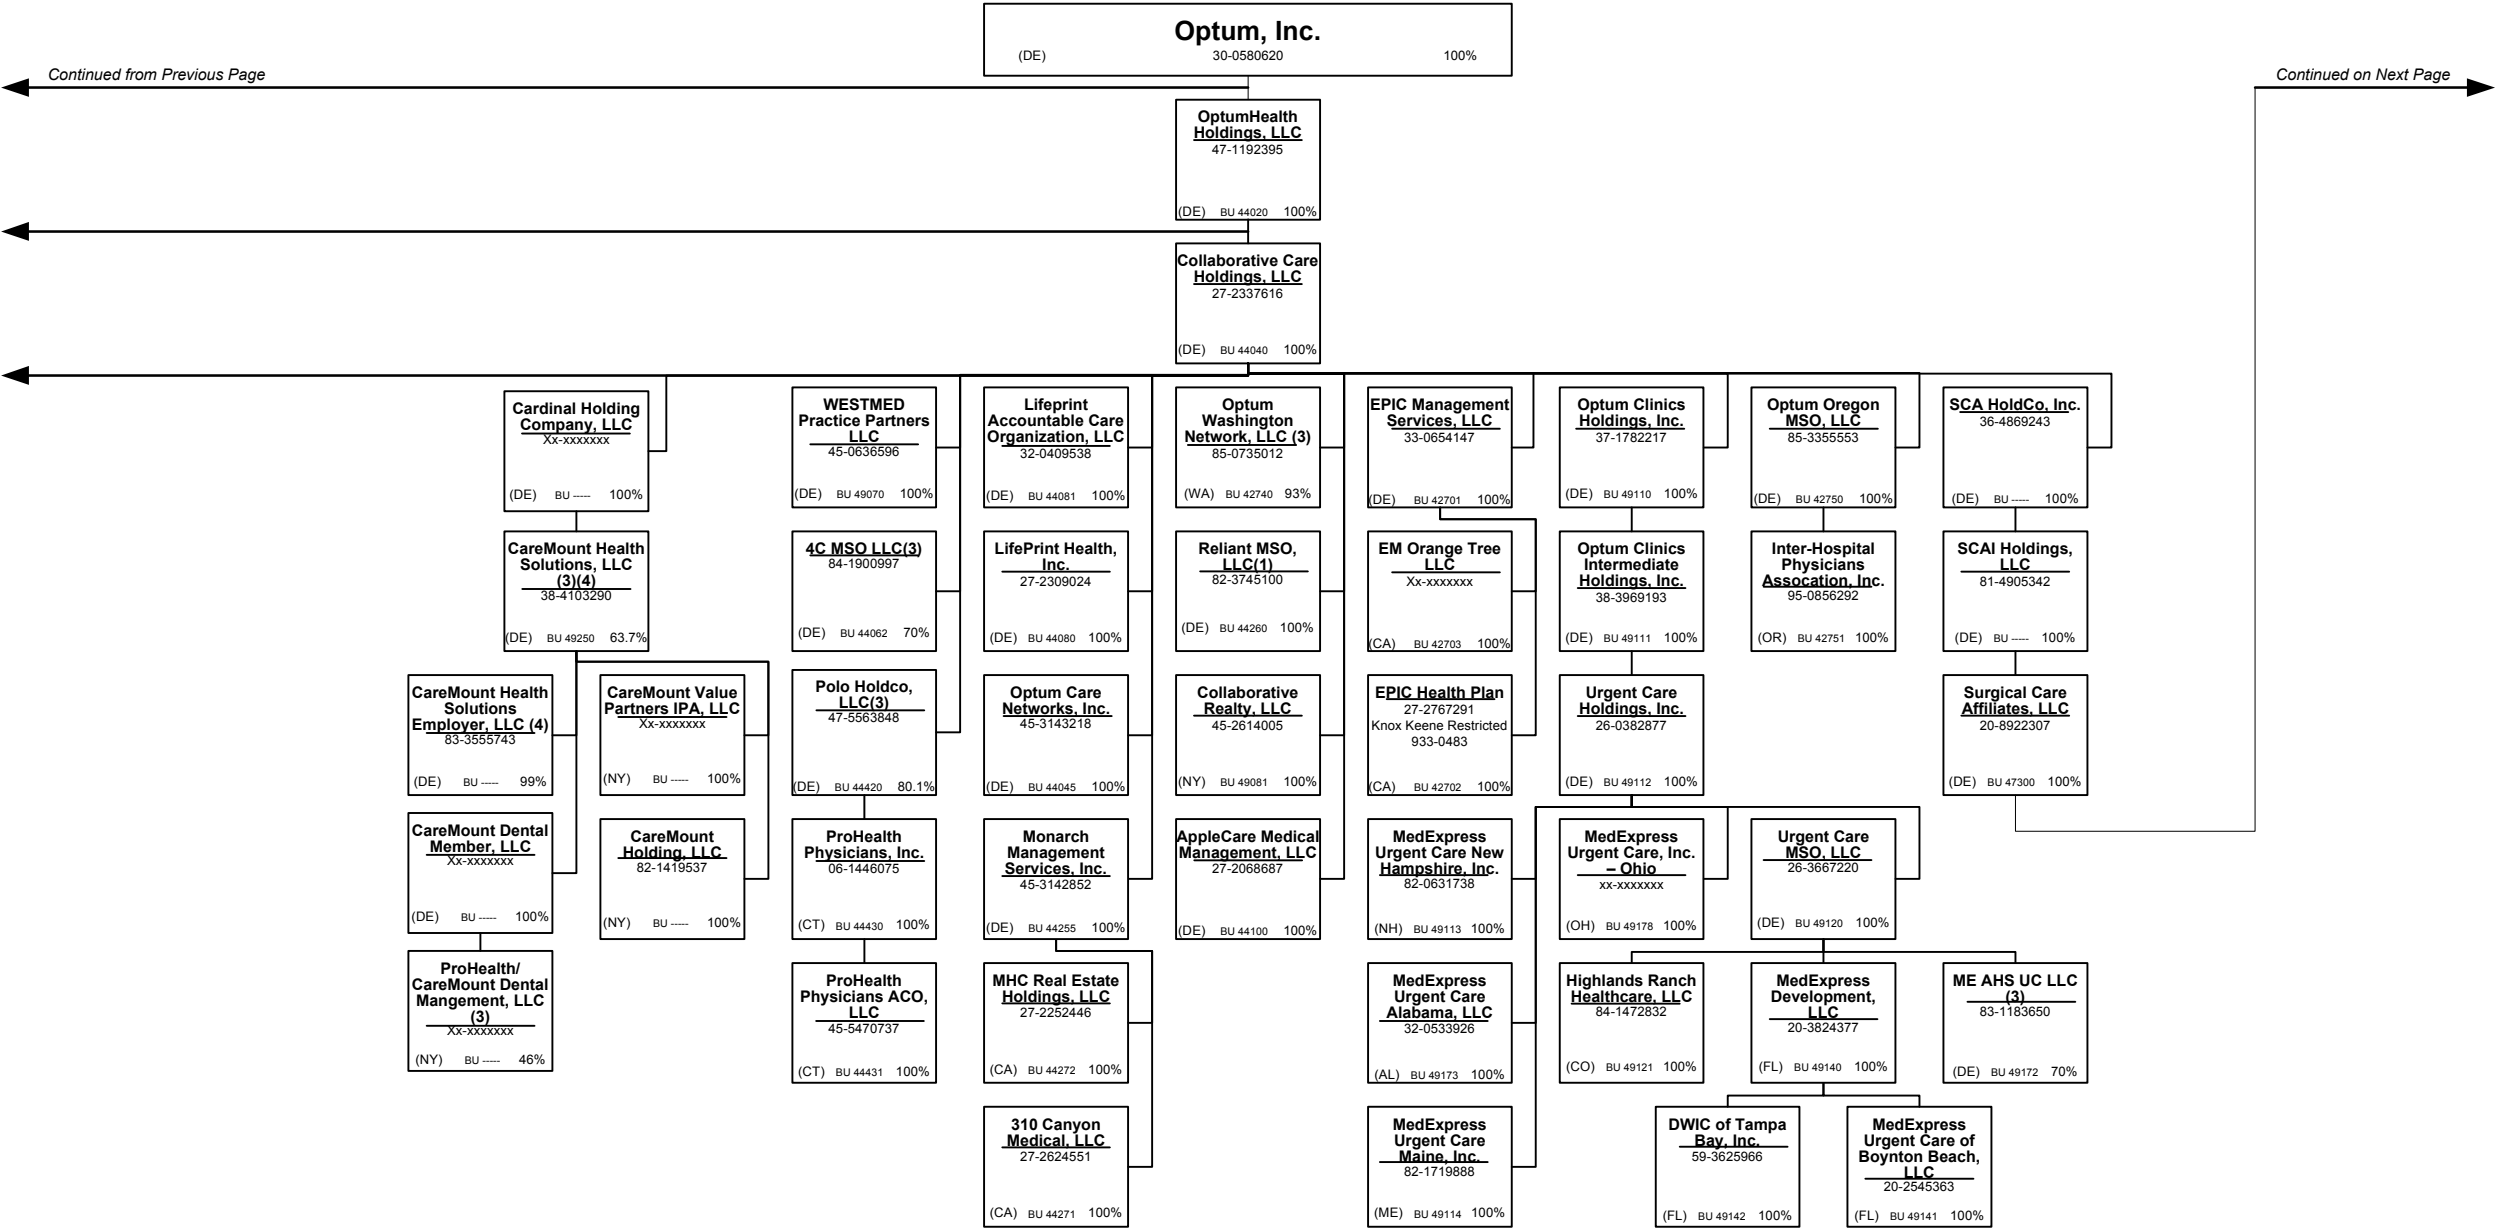 Optum, Inc.
(DE) 30-0580620 100%
Continued from Previous Page
Continued on Next Page
OptumHealth
Holdings, LLC
47-1192395
(DE) BU 44020 100%
Collaborative Care
Holdings, LLC
27-2337616
(DE) BU 44040 100%
Cardinal Holding
Company, LLC
Xx-xxxxxxx
(DE) BU ----- 100%
WESTMED
Practice Partners
LLC
45-0636596
(DE) BU 49070 100%
Lifeprint
Accountable Care
Organization, LLC
32-0409538
(DE) BU 44081 100%
Optum
Washington
Network, LLC (3)
85-0735012
(WA) BU 42740 93%
EPIC Management
Services, LLC
33-0654147
(DE) BU 42701 100%
Optum Clinics
Holdings, Inc.
37-1782217
(DE) BU 49110 100%
Optum Oregon
MSO, LLC
85-3355553
(DE) BU 42750 100%
SCA HoldCo, Inc.
36-4869243
(DE) BU ----- 100%
CareMount Health
Solutions, LLC
(3)(4)
38-4103290
(DE) BU 49250 63.7%
4C MSO LLC(3)
84-1900997
(DE) BU 44062 70%
LifePrint Health,
Inc.
27-2309024
(DE) BU 44080 100%
Reliant MSO,
LLC(1)
82-3745100
(DE) BU 44260 100%
EM Orange Tree
LLC
Xx-xxxxxxx
(CA) BU 42703 100%
Optum Clinics
Intermediate
Holdings, Inc.
38-3969193
(DE) BU 49111 100%
Inter-Hospital
Physicians
Assocation, Inc.
95-0856292
(OR) BU 42751 100%
SCAI Holdings,
LLC
81-4905342
(DE) BU ----- 100%
CareMount Health
Solutions
Employer, LLC (4)
83-3555743
(DE) BU ----- 99%
CareMount Value
Partners IPA, LLC
Xx-xxxxxxx
(NY) BU ----- 100%
Polo Holdco,
LLC(3)
47-5563848
(DE) BU 44420 80.1%
Optum Care
Networks, Inc.
45-3143218
(DE) BU 44045 100%
Collaborative
Realty, LLC
45-2614005
(NY) BU 49081 100%
EPIC Health Plan
27-2767291
Knox Keene Restricted
933-0483
(CA) BU 42702 100%
Urgent Care
Holdings, Inc.
26-0382877
(DE) BU 49112 100%
Surgical Care
Affiliates, LLC
20-8922307
(DE) BU 47300 100%
CareMount Dental
Member, LLC
Xx-xxxxxxx
(DE) BU ----- 100%
CareMount
Holding, LLC
82-1419537
(NY) BU ----- 100%
ProHealth
Physicians, Inc.
06-1446075
(CT) BU 44430 100%
Monarch
Management
Services, Inc.
45-3142852
(DE) BU 44255 100%
AppleCare Medical
Management, LLC
27-2068687
(DE) BU 44100 100%
MedExpress
Urgent Care New
Hampshire, Inc.
82-0631738
(NH) BU 49113 100%
MedExpress
Urgent Care, Inc.
– Ohio
xx-xxxxxxx
(OH) BU 49178 100%
Urgent Care
MSO, LLC
26-3667220
(DE) BU 49120 100%
ProHealth/
CareMount Dental
Mangement, LLC
(3)
Xx-xxxxxxx
(NY) BU ----- 46%
ProHealth
Physicians ACO,
LLC
45-5470737
(CT) BU 44431 100%
MHC Real Estate
Holdings, LLC
27-2252446
(CA) BU 44272 100%
MedExpress
Urgent Care
Alabama, LLC
32-0533926
(AL) BU 49173 100%
Highlands Ranch
Healthcare, LLC
84-1472832
(CO) BU 49121 100%
MedExpress
Development,
LLC
20-3824377
(FL) BU 49140 100%
ME AHS UC LLC
(3)
83-1183650
(DE) BU 49172 70%
310 Canyon
Medical, LLC
27-2624551
(CA) BU 44271 100%
MedExpress
Urgent Care
Maine, Inc.
82-1719888
(ME) BU 49114 100%
DWIC of Tampa
Bay, Inc.
59-3625966
(FL) BU 49142 100%
MedExpress
Urgent Care of
Boynton Beach,
LLC
20-2545363
(FL) BU 49141 100%